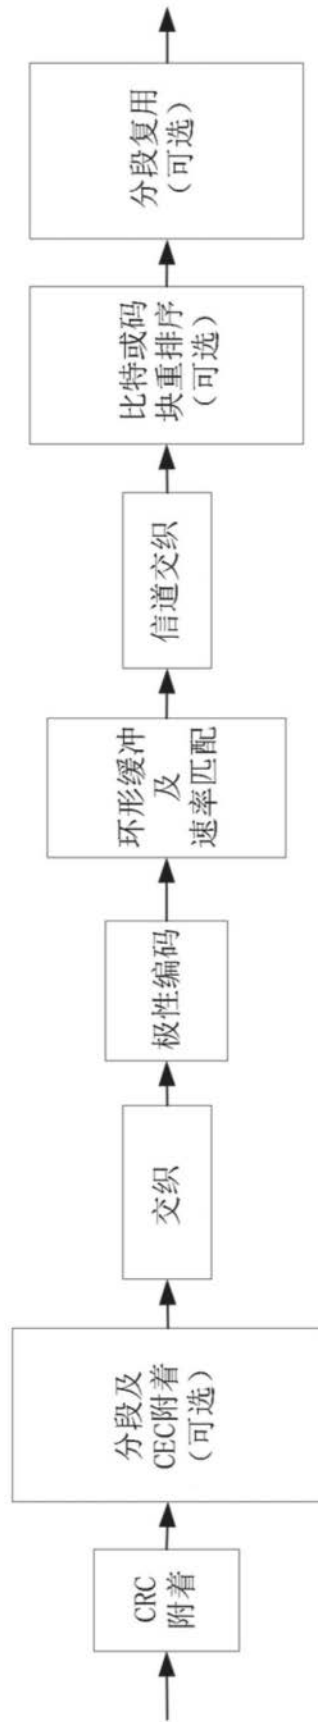 CRC
附着
分段及
CEC附着
(可选)
交织
极性编码
环形缓冲
及
速率匹配
信道交织
比特或码
块重排序
(可选)
分段复用
(可选)